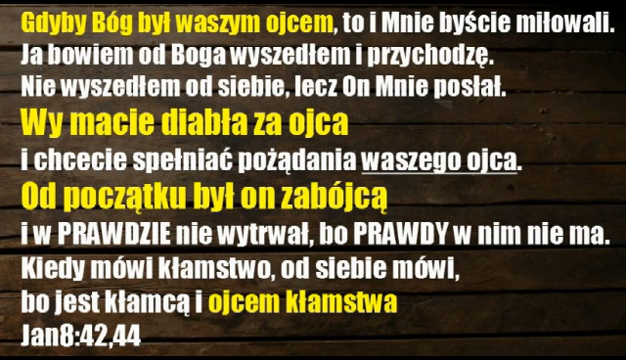 Gdyby Bóg był waszym ojcem, to i Mnie byście miłowali.
Ja bowiem od Boga wyszedłem i przychodzę.
Nie wyszedłem od siebie, lecz On Mnie posłał.
Wy macie diabła za ojca
i chcecie spełniać pożądania waszego ojca.
Od początku był on zabójcą
i w PRAWDZIE nie wytrwał, bo PRAWDY w nim nie ma.
Kiedy mówi kłamstwo, od siebie mówi,
bo jest kłamcą i ojcem kłamstwa
Jan8:42,44